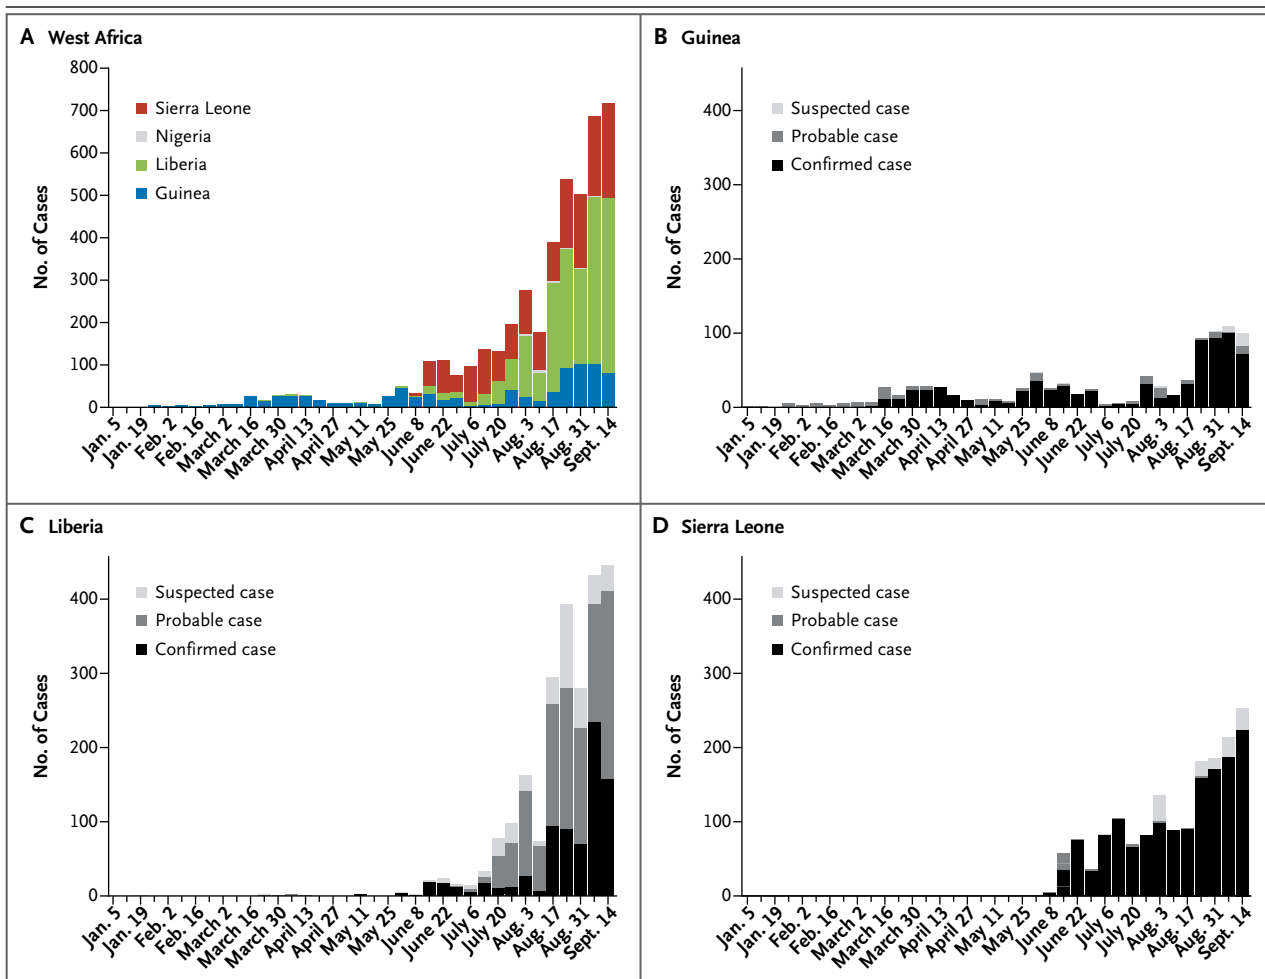 A West Africa
800
700
600
500
400
300
200
100
0
No. of Cases
Sierra Leone
Nigeria
Liberia
Guinea
Jan. 5
Jan. 19
Feb. 2
Feb. 16
March 2
March 16
March 30
April 13
April 27
May 11
May 25
June 8
June 22
July 6
July 20
Aug. 3
Aug. 17
Aug. 31
Sept. 14
B Guinea
400
300
200
100
0
No. of Cases
Suspected case
Probable case
Confirmed case
Jan. 5
Jan. 19
Feb. 2
Feb. 16
March 2
March 16
March 30
April 13
April 27
May 11
May 25
June 8
June 22
July 6
July 20
Aug. 3
Aug. 17
Aug. 31
Sept. 14
C Liberia
400
300
200
100
0
No. of Cases
Suspected case
Probable case
Confirmed case
Jan. 5
Jan. 19
Feb. 2
Feb. 16
March 2
March 16
March 30
April 13
April 27
May 11
May 25
June 8
June 22
July 6
July 20
Aug. 3
Aug. 17
Aug. 31
Sept. 14
D Sierra Leone
400
300
200
100
0
No. of Cases
Suspected case
Probable case
Confirmed case
Jan. 5
Jan. 19
Feb. 2
Feb. 16
March 2
March 16
March 30
April 13
April 27
May 11
May 25
June 8
June 22
July 6
July 20
Aug. 3
Aug. 17
Aug. 31
Sept. 14